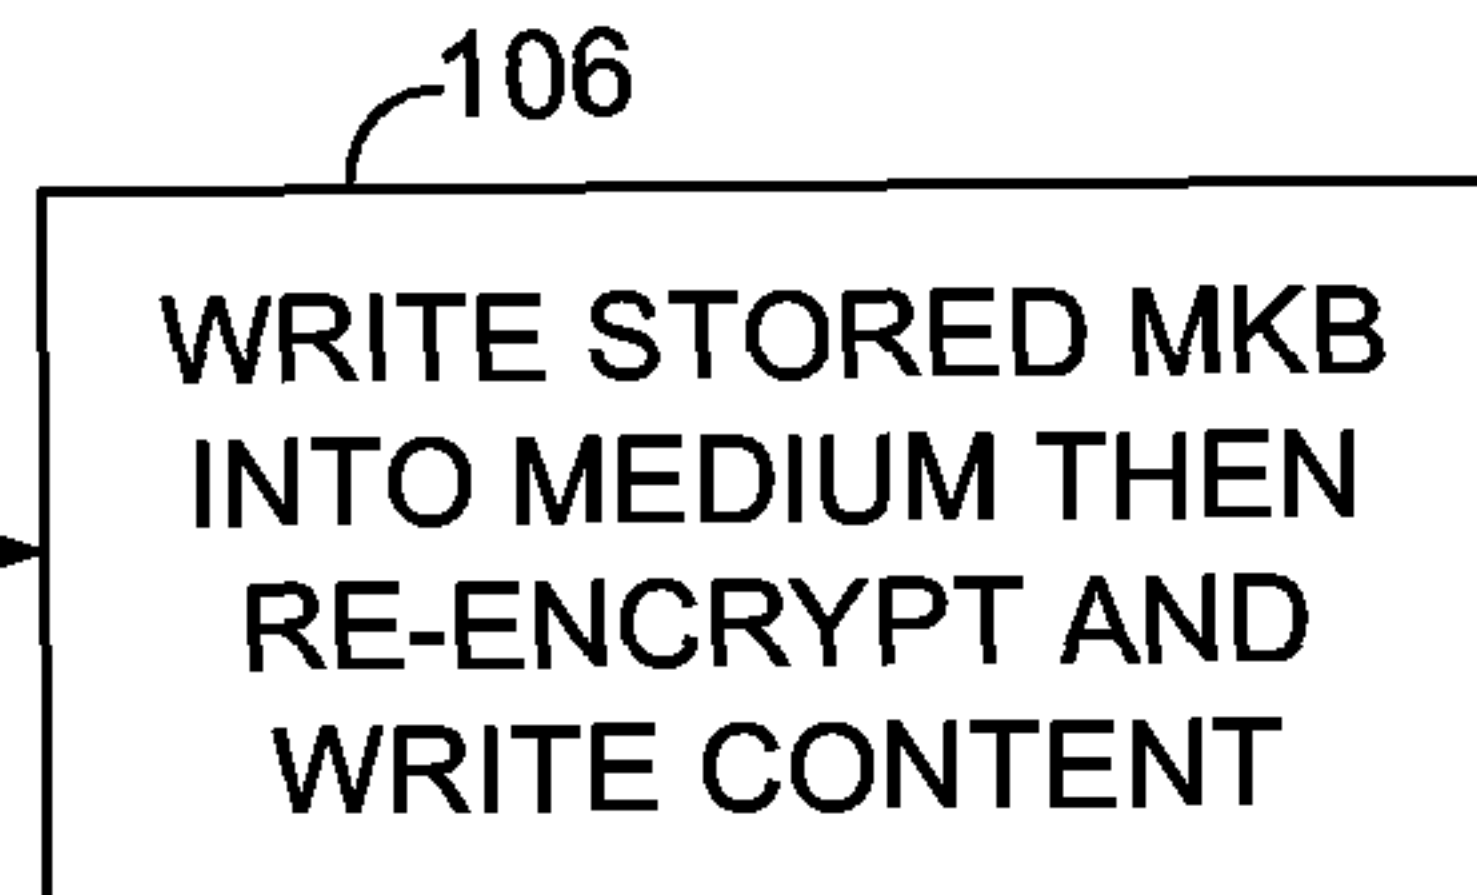 106
WRITE STORED MKB
INTO MEDIUM THEN
RE-ENCRYPT AND
WRITE CONTENT